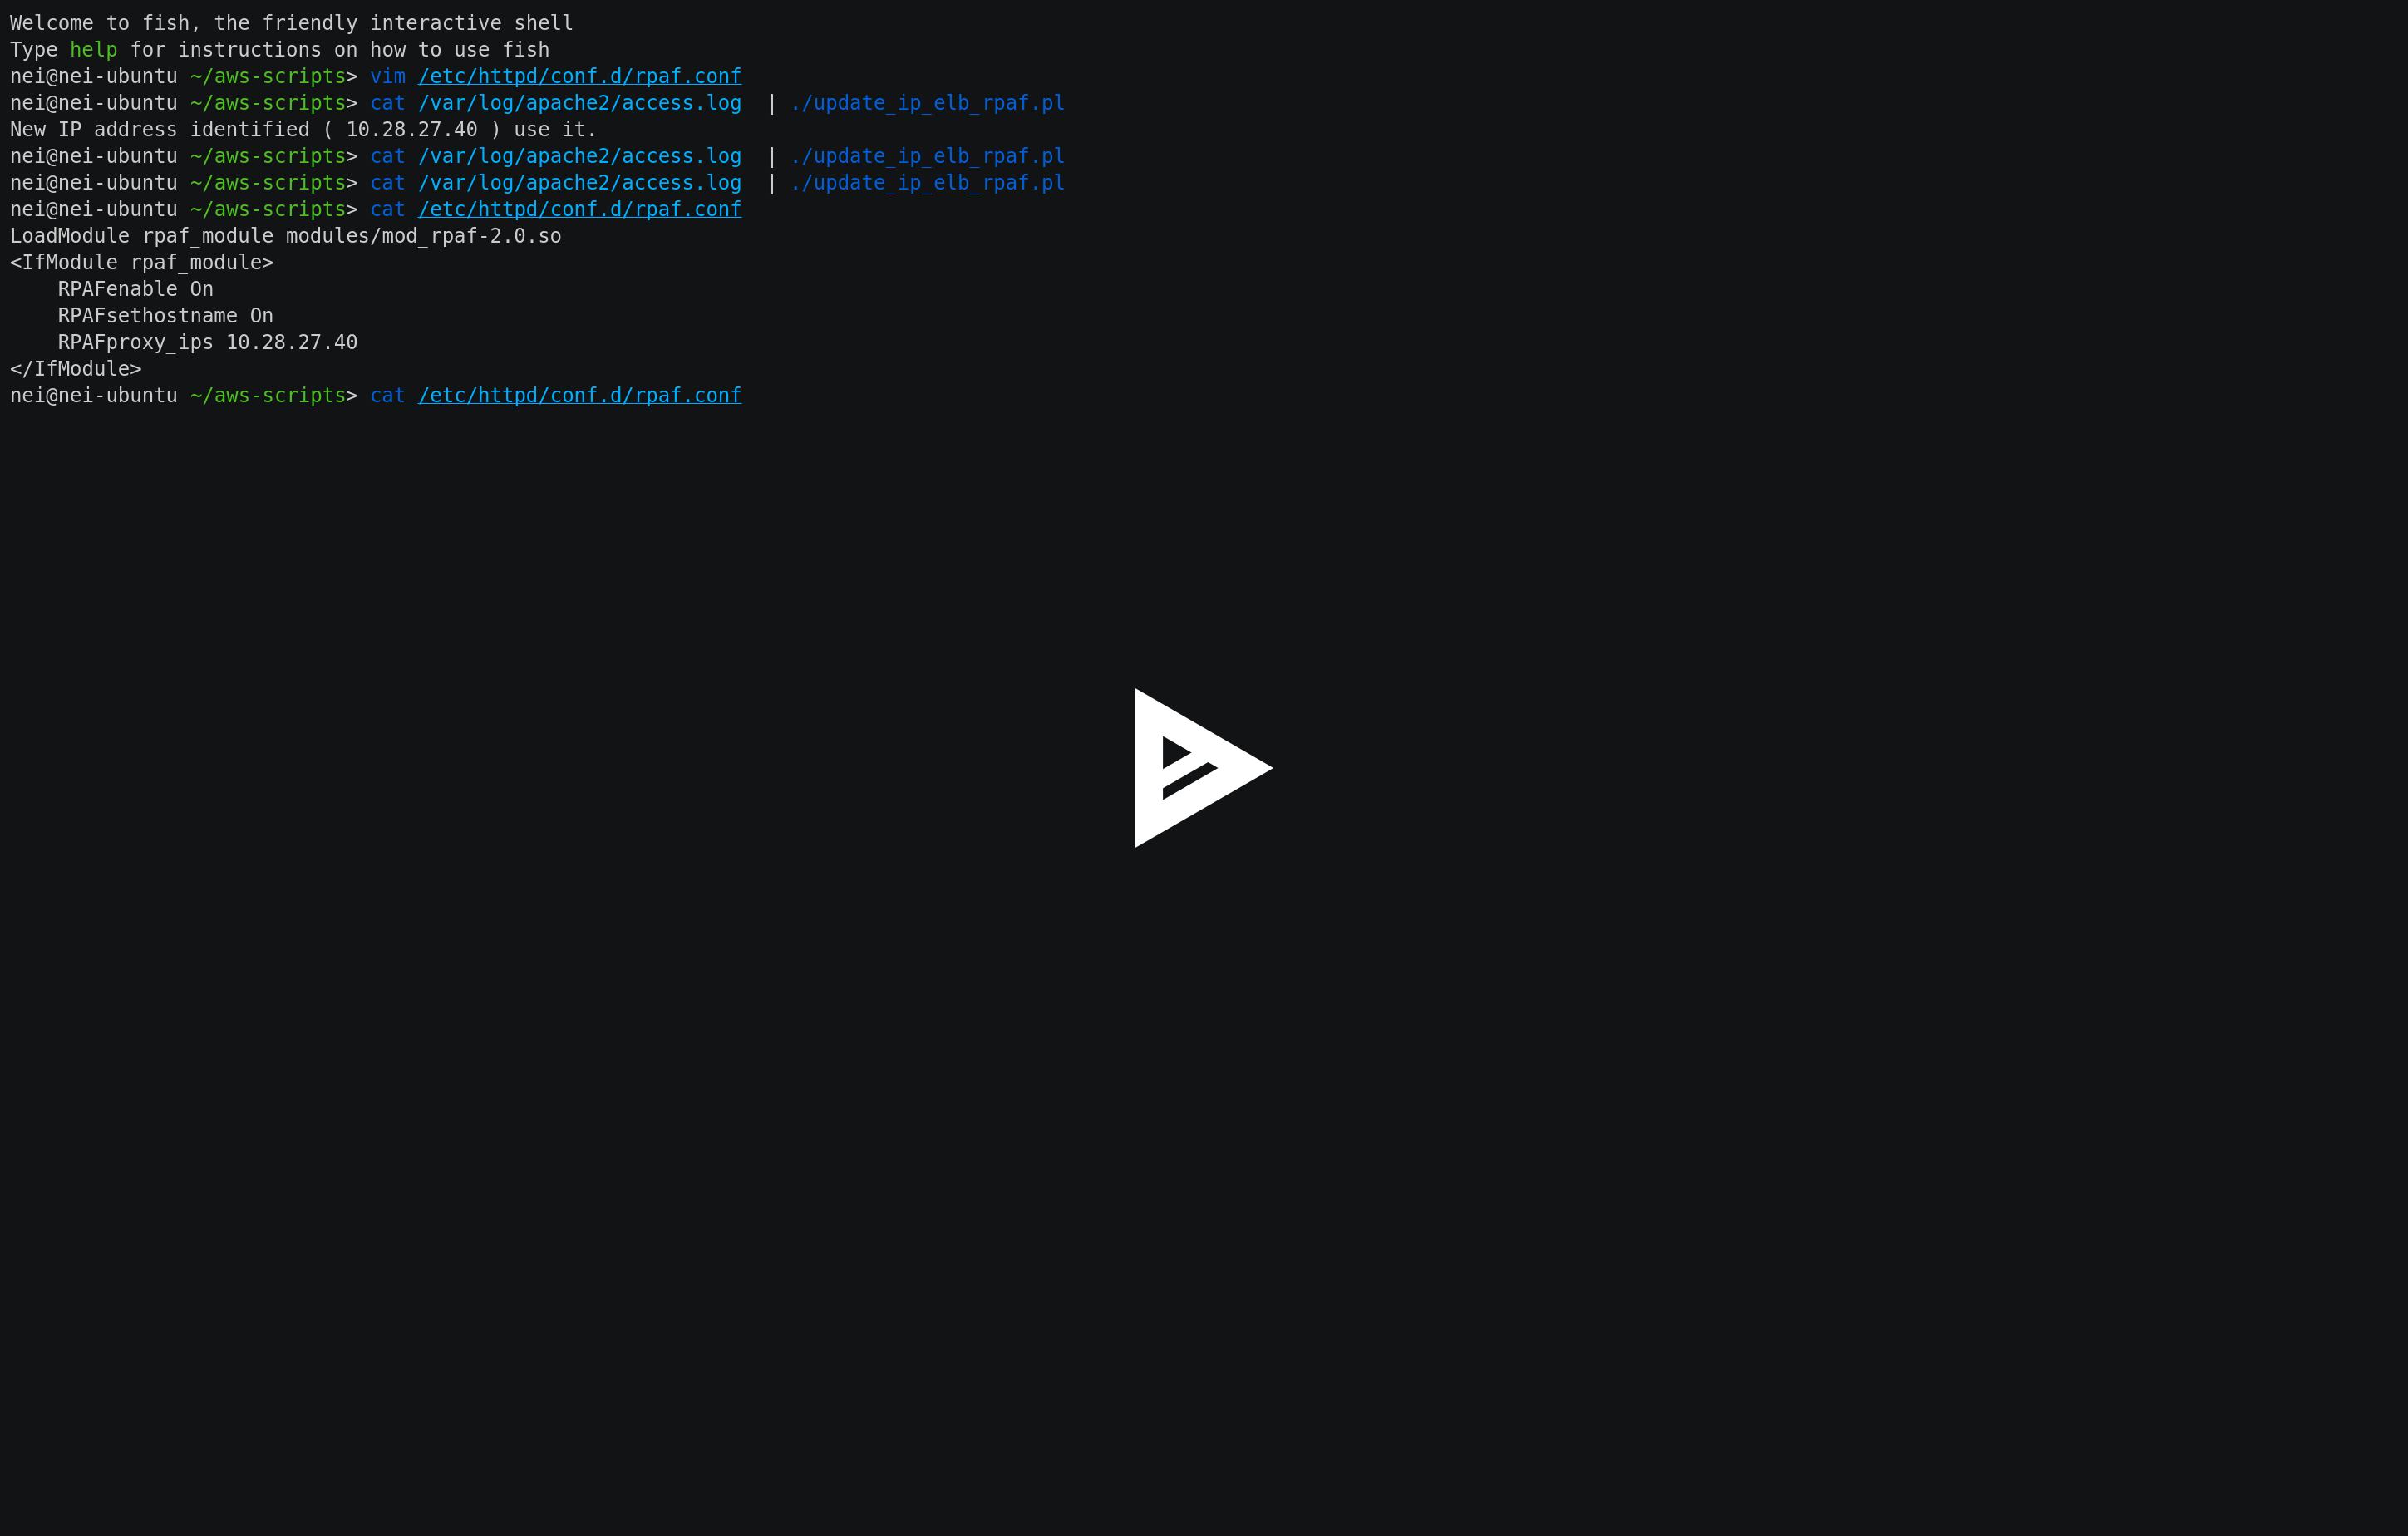 Welcome to fish, the friendly interactive shell
Type help for instructions on how to use fish
nei@nei-ubuntu ~/aws-scripts> vim /etc/httpd/conf.d/rpaf.conf
nei@nei-ubuntu ~/aws-scripts> cat /var/log/apache2/access.log  | ./update_ip_elb_rpaf.pl
New IP address identified ( 10.28.27.40 ) use it.
nei@nei-ubuntu ~/aws-scripts> cat /var/log/apache2/access.log  | ./update_ip_elb_rpaf.pl
nei@nei-ubuntu ~/aws-scripts> cat /var/log/apache2/access.log  | ./update_ip_elb_rpaf.pl
nei@nei-ubuntu ~/aws-scripts> cat /etc/httpd/conf.d/rpaf.conf
LoadModule rpaf_module modules/mod_rpaf-2.0.so
<IfModule rpaf_module>
    RPAFenable On
    RPAFsethostname On
    RPAFproxy_ips 10.28.27.40
</IfModule>
nei@nei-ubuntu ~/aws-scripts> cat /etc/httpd/conf.d/rpaf.conf